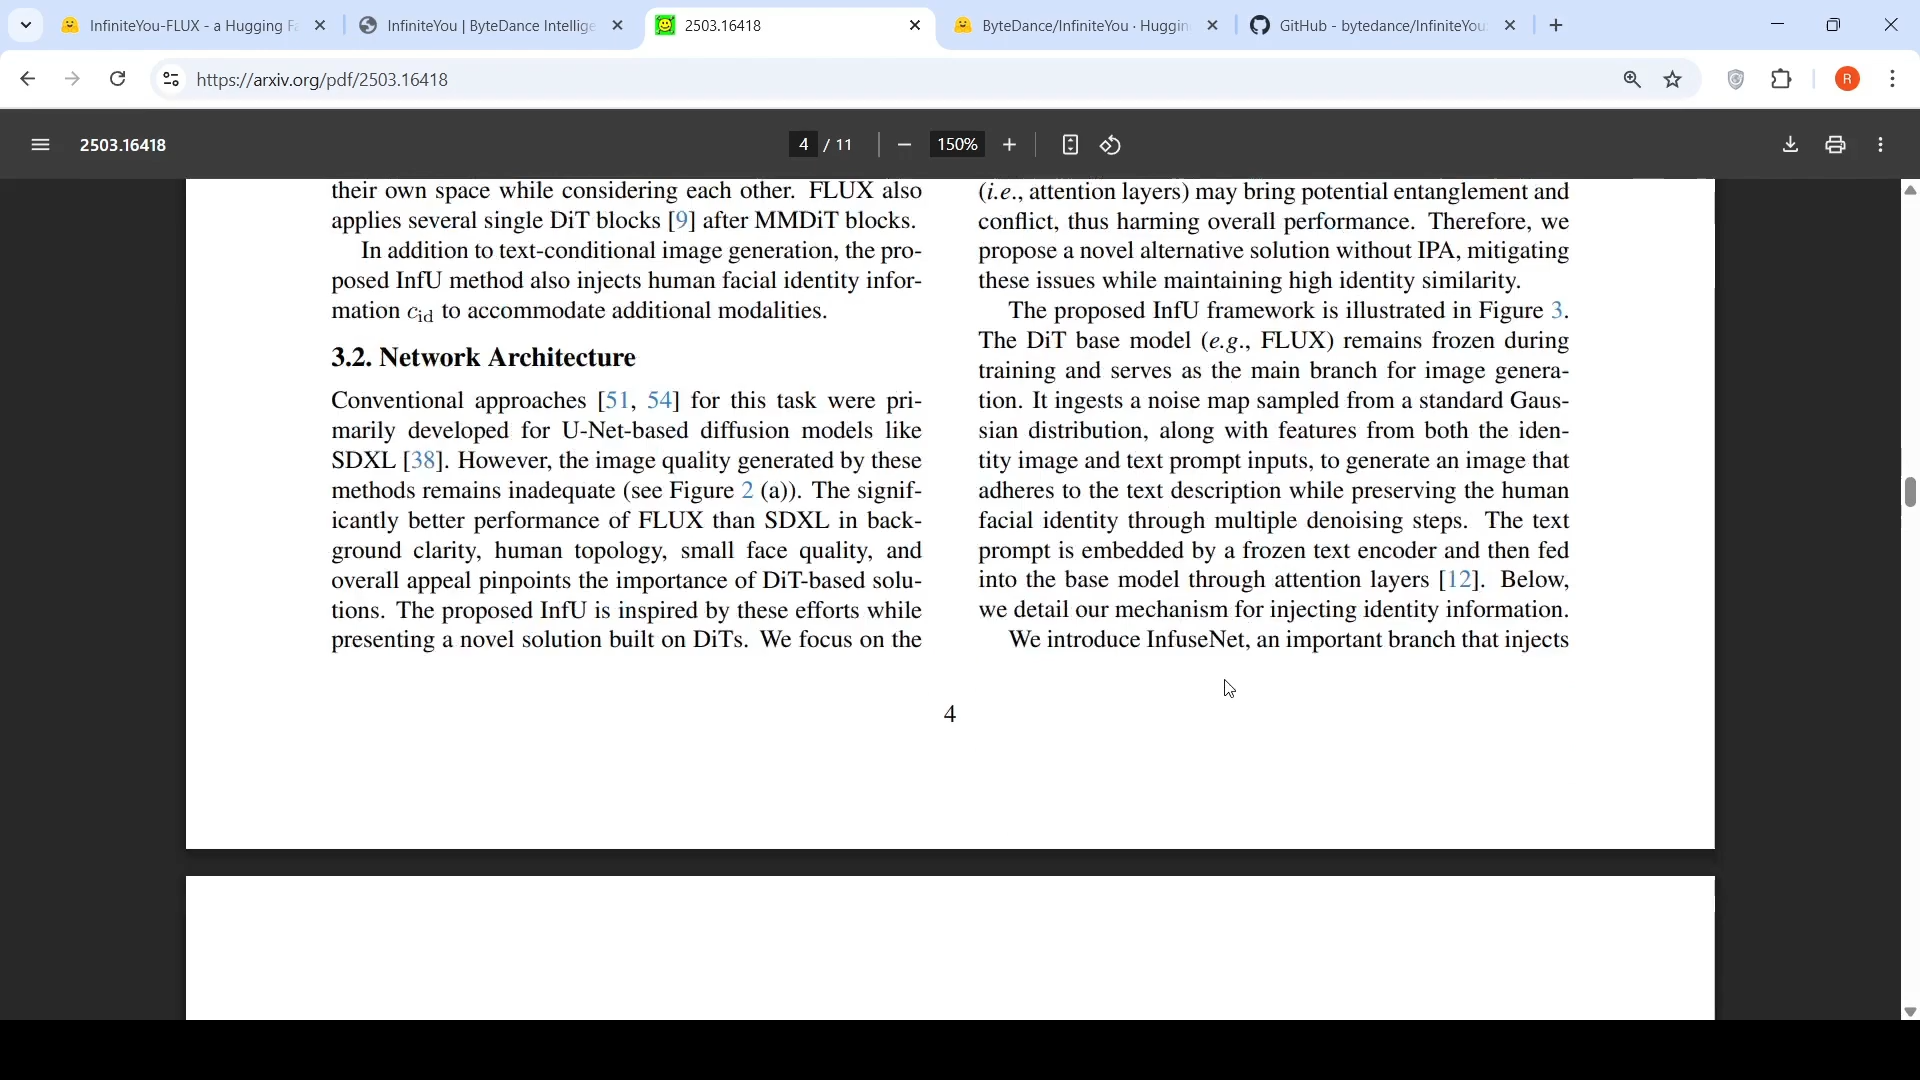 InfiniteYou-FLUX - a Hugging Fa
InfiniteYou | ByteDance Intellige
2503.16418
ByteDance/InfiniteYou · Huggin
GitHub - bytedance/InfiniteYou:
https://arxiv.org/pdf/2503.16418
R
2503.16418
4 / 11
150%
their own space while considering each other. FLUX also
applies several single DiT blocks [9] after MMDiT blocks.
In addition to text-conditional image generation, the pro-
posed InfU method also injects human facial identity infor-
mation cid to accommodate additional modalities.
3.2. Network Architecture
Conventional approaches [51, 54] for this task were pri-
marily developed for U-Net-based diffusion models like
SDXL [38]. However, the image quality generated by these
methods remains inadequate (see Figure 2 (a)). The signif-
icantly better performance of FLUX than SDXL in back-
ground clarity, human topology, small face quality, and
overall appeal pinpoints the importance of DiT-based solu-
tions. The proposed InfU is inspired by these efforts while
presenting a novel solution built on DiTs. We focus on the
(i.e., attention layers) may bring potential entanglement and
conflict, thus harming overall performance. Therefore, we
propose a novel alternative solution without IPA, mitigating
these issues while maintaining high identity similarity.
The proposed InfU framework is illustrated in Figure 3.
The DiT base model (e.g., FLUX) remains frozen during
training and serves as the main branch for image genera-
tion. It ingests a noise map sampled from a standard Gaus-
sian distribution, along with features from both the iden-
tity image and text prompt inputs, to generate an image that
adheres to the text description while preserving the human
facial identity through multiple denoising steps. The text
prompt is embedded by a frozen text encoder and then fed
into the base model through attention layers [12]. Below,
we detail our mechanism for injecting identity information.
We introduce InfuseNet, an important branch that injects
4